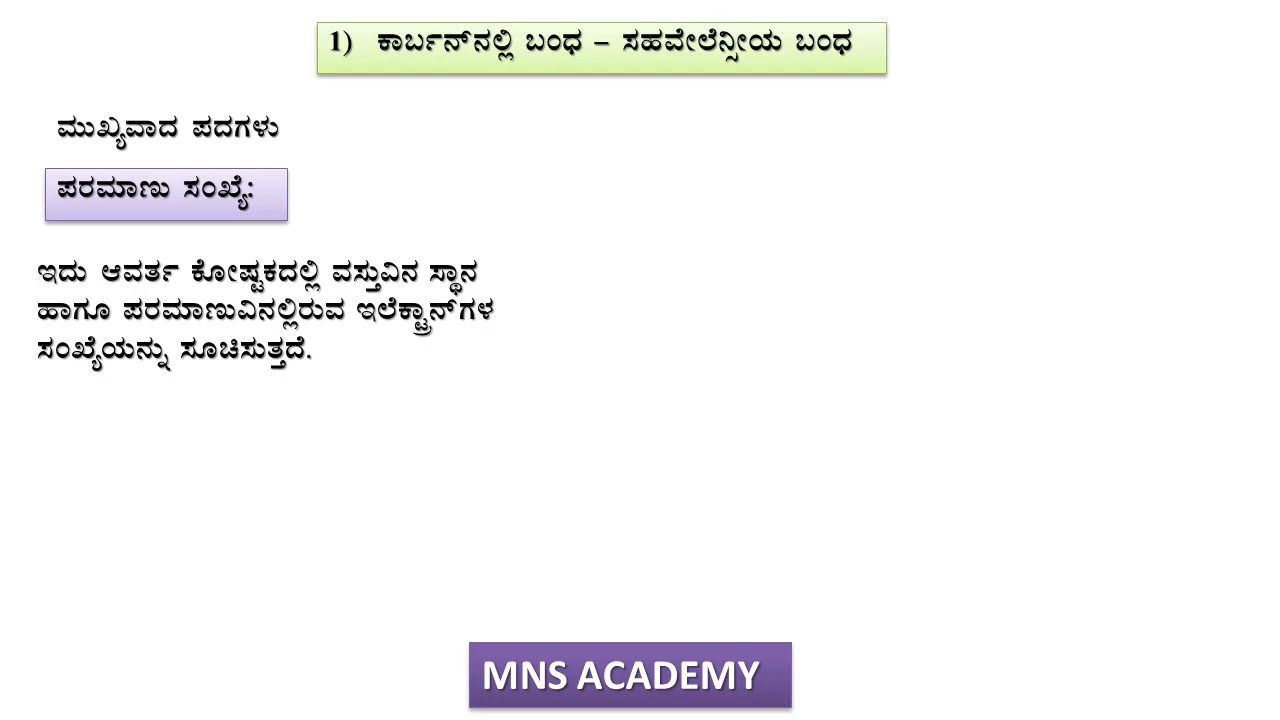 1) ಕಾರ್ಬನ್‌ನಲ್ಲಿ ಬಂಧ – ಸಹವೇಲೆನ್ಸೀಯ ಬಂಧ
ಮುಖ್ಯವಾದ ಪದಗಳು
ಪರಮಾಣು ಸಂಖ್ಯೆ:
ಇದು ಆವರ್ತ ಕೋಷ್ಟಕದಲ್ಲಿ ವಸ್ತುವಿನ ಸ್ಥಾನ
ಹಾಗೂ ಪರಮಾಣುವಿನಲ್ಲಿರುವ ಇಲೆಕ್ಟ್ರಾನ್‌ಗಳ
ಸಂಖ್ಯೆಯನ್ನು ಸೂಚಿಸುತ್ತದೆ.
MNS ACADEMY